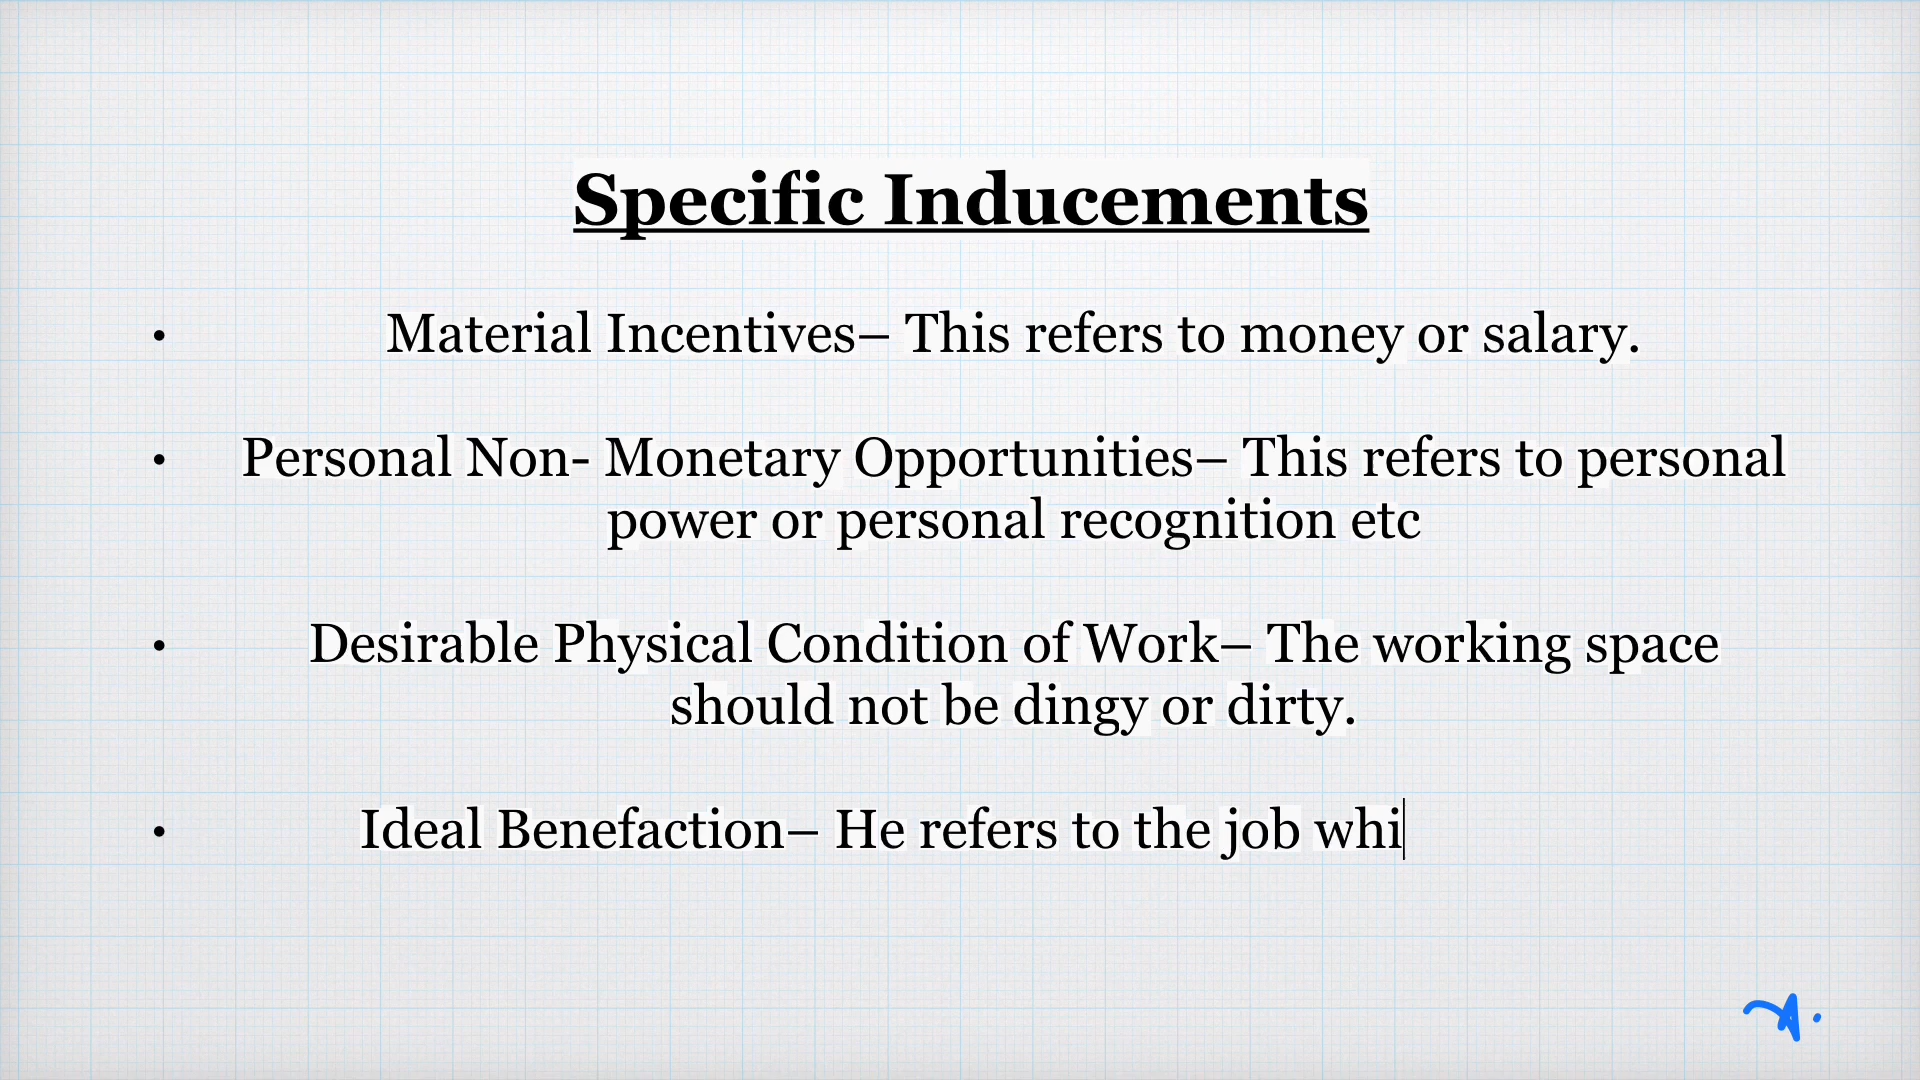 Specific Inducements
• Material Incentives– This refers to money or salary.
• Personal Non- Monetary Opportunities– This refers to personal
power or personal recognition etc
• Desirable Physical Condition of Work– The working space
should not be dingy or dirty.
• Ideal Benefaction– He refers to the job whi